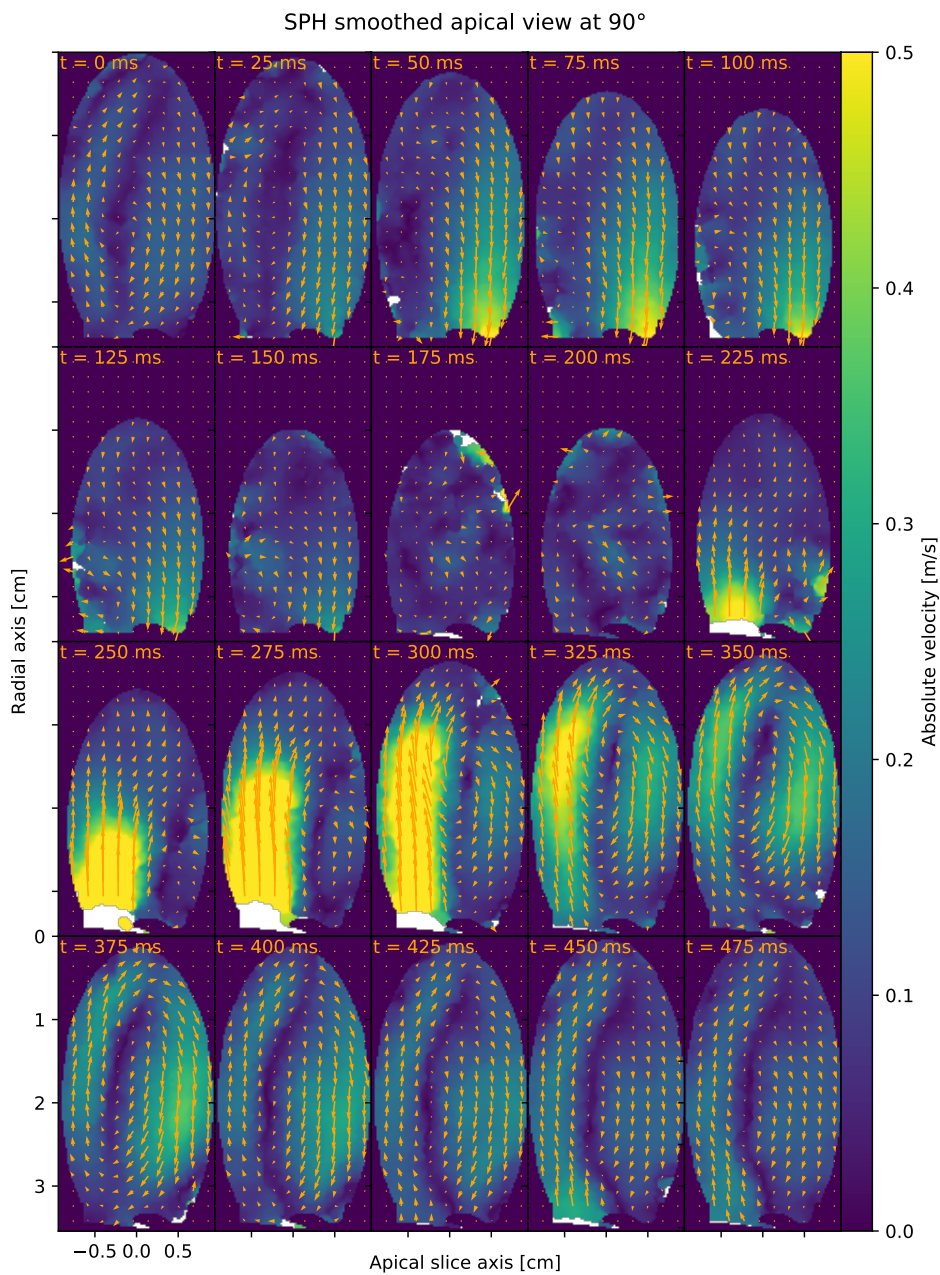 SPH smoothed apical view at 90°
t = 0 ms
t = 25 ms
t = 50 ms
t = 75 ms
t = 100 ms
t = 125 ms
t = 150 ms
t = 175 ms
t = 200 ms
t = 225 ms
t = 250 ms
t = 275 ms
t = 300 ms
t = 325 ms
t = 350 ms
t = 375 ms
t = 400 ms
t = 425 ms
t = 450 ms
t = 475 ms
Radial axis [cm]
0
1
2
3
−0.5 0.0 0.5
Apical slice axis [cm]
0.5
0.4
0.3
0.2
0.1
0.0
Absolute velocity [m/s]